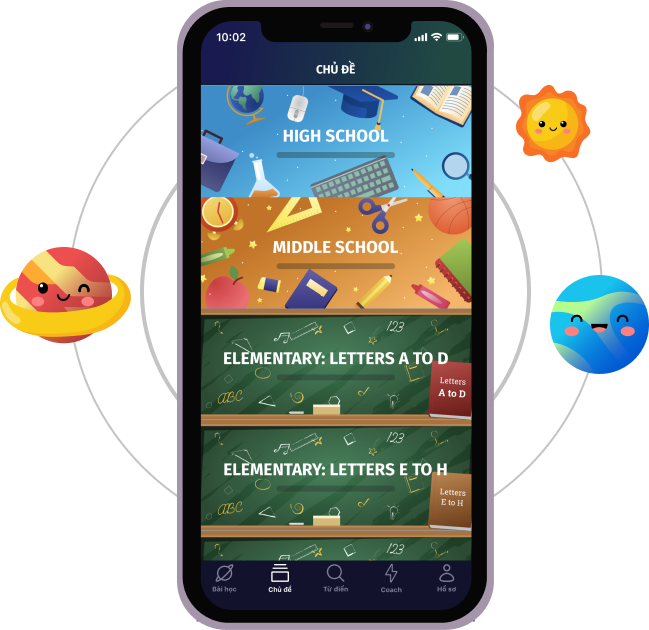 10:02
CHỦ ĐỀ
HIGH SCHOOL
MIDDLE SCHOOL
123
ELEMENTARY: LETTERS A TO D
Letters
A to D
ABC
123
ELEMENTARY: LETTERS E TO H
Letters
E to H
ABC
123
Bài học
Chủ đề
Từ điển
Coach
Hồ sơ